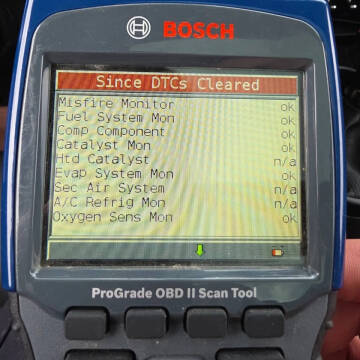 BOSCH
Since DTCs Cleared
Misfire Monitor ok
Fuel System Mon ok
Comp Component ok
Catalyst Mon ok
Htd Catalyst n/a
Evap System Mon ok
Sec Air System n/a
A/C Refrig Mon n/a
Oxygen Sens Mon ok
ProGrade OBD II Scan Tool